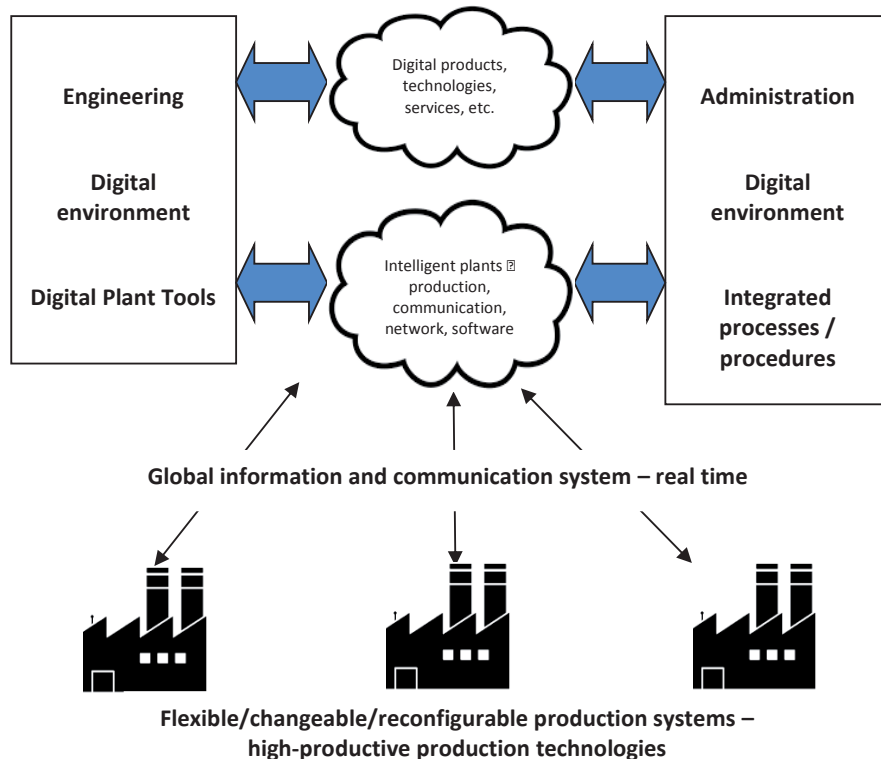 Engineering
Digital
environment
Digital Plant Tools
Digital products,
technologies,
services, etc.
Intelligent plants 
production,
communication,
network, software
Administration
Digital
environment
Integrated
processes /
procedures
Global information and communication system – real time
Flexible/changeable/reconfigurable production systems –
high-productive production technologies